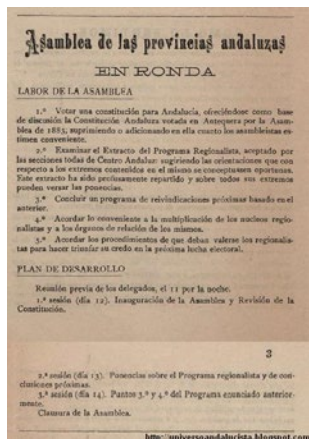 Asamblea de las provincias andaluzas
EN RONDA
LABOR DE LA ASAMBLEA
1.º Votar una constitución para Andalucía, ofreciéndose como base
de discusión la Constitución Andaluza votada en Antequera por la Asam-
blea de 1883; suprimiendo o adicionando en ella cuanto los asambleistas es-
timen conveniente.
2.º Examinar el Extracto del Programa Regionalista, aceptado por
las secciones todas de Centro Andaluz: sugiriendo las orientaciones que con
respecto a los extremos contenidos en el mismo se conceptuasen oportunas.
Este extracto ha sido profusamente repartido y sobre todos sus extremos
pueden versar las ponencias.
3.º Concluir un programa de reivindicaciones próximas basado en el
anterior.
4.º Acordar lo conveniente a la multiplicación de los nucleos regio-
nalistas y a los órganos de relación de los mismos.
5.º Acordar los procedimientos de que deban valerse los regionalis-
tas para hacer triunfar su credo en la próxima lucha electoral.
PLAN DE DESARROLLO
Reunión previa de los delegados, el 11 por la noche.
1.ª sesión (día 12). Inauguración de la Asamblea y Revisión de la
Constitución.
3
2.ª sesión (día 13). Ponencias sobre el Programa regionalista y de con-
clusiones próximas.
3.ª sesión (día 14). Puntos 3.º y 4.º del Programa enunciado anterior-
mente.
Clausura de la Asamblea.
http://universoandalucista.blogspot.com